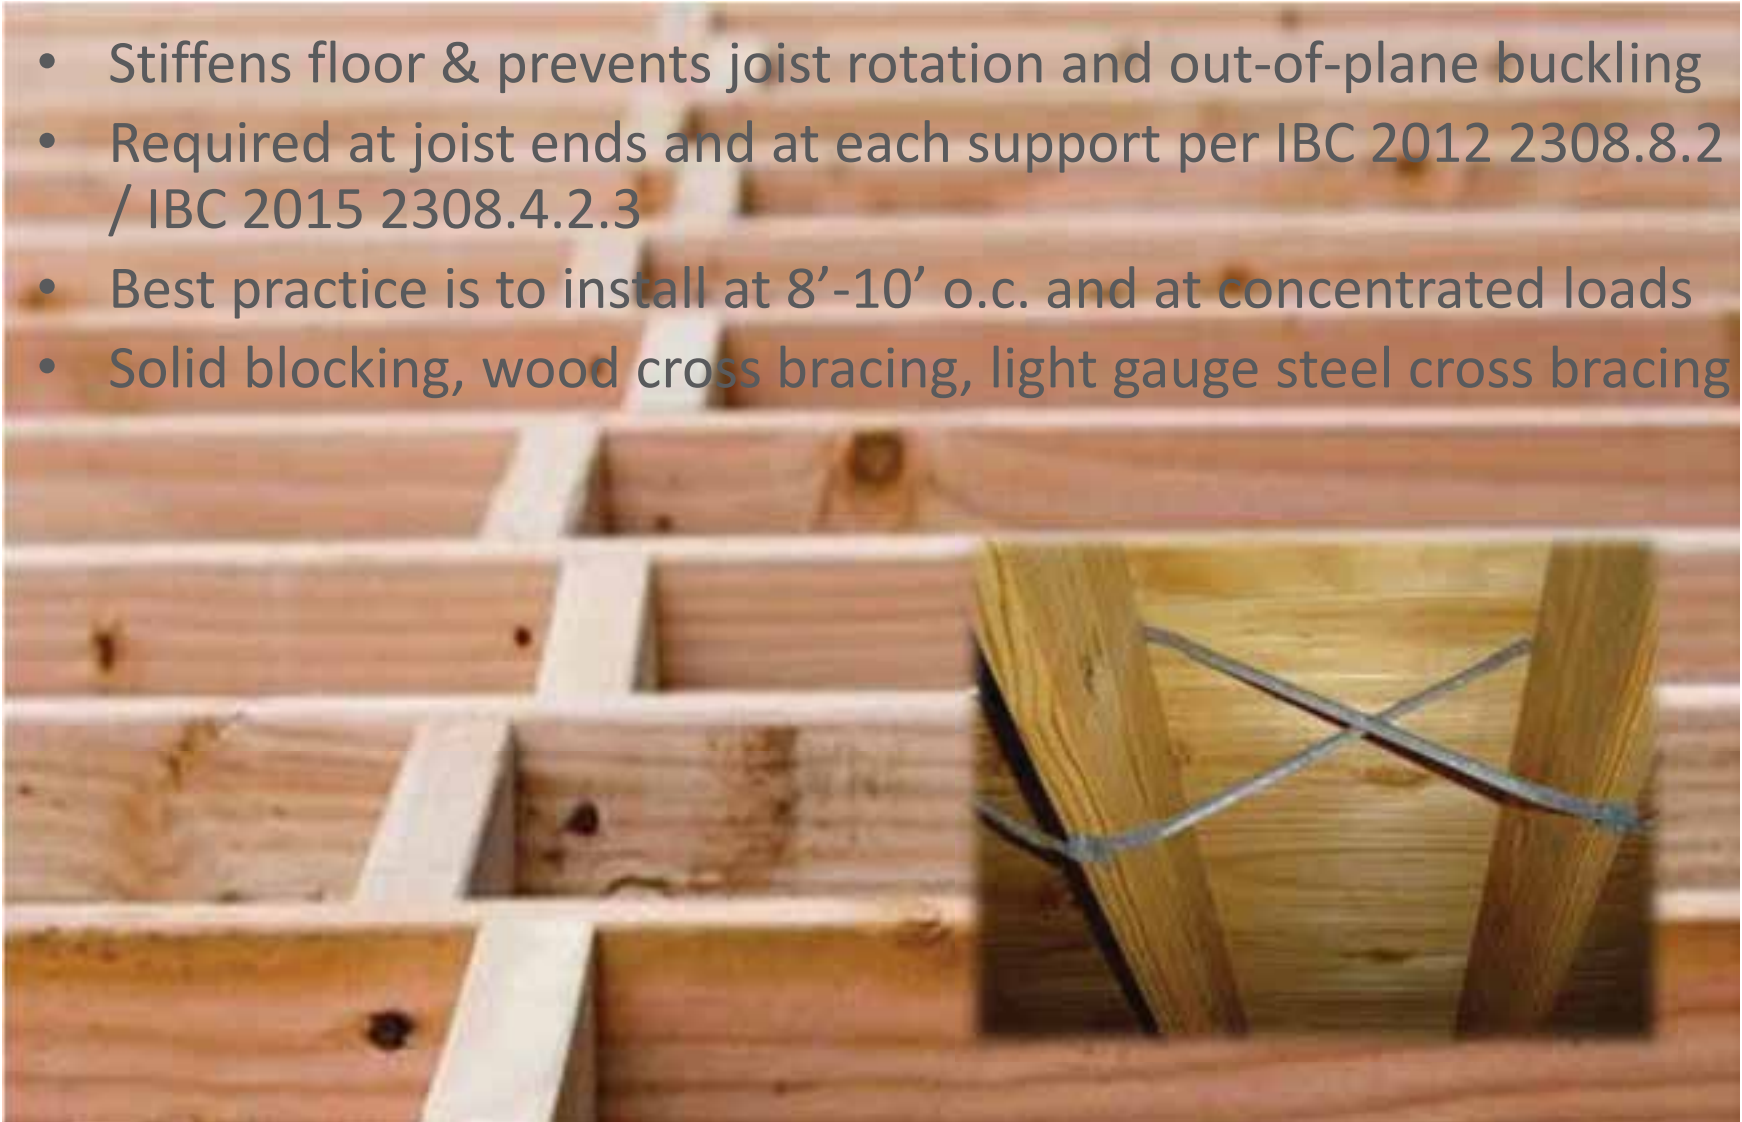 • Stiffens floor & prevents joist rotation and out-of-plane buckling
• Required at joist ends and at each support per IBC 2012 2308.8.2
/ IBC 2015 2308.4.2.3
• Best practice is to install at 8’-10’ o.c. and at concentrated loads
• Solid blocking, wood cross bracing, light gauge steel cross bracing